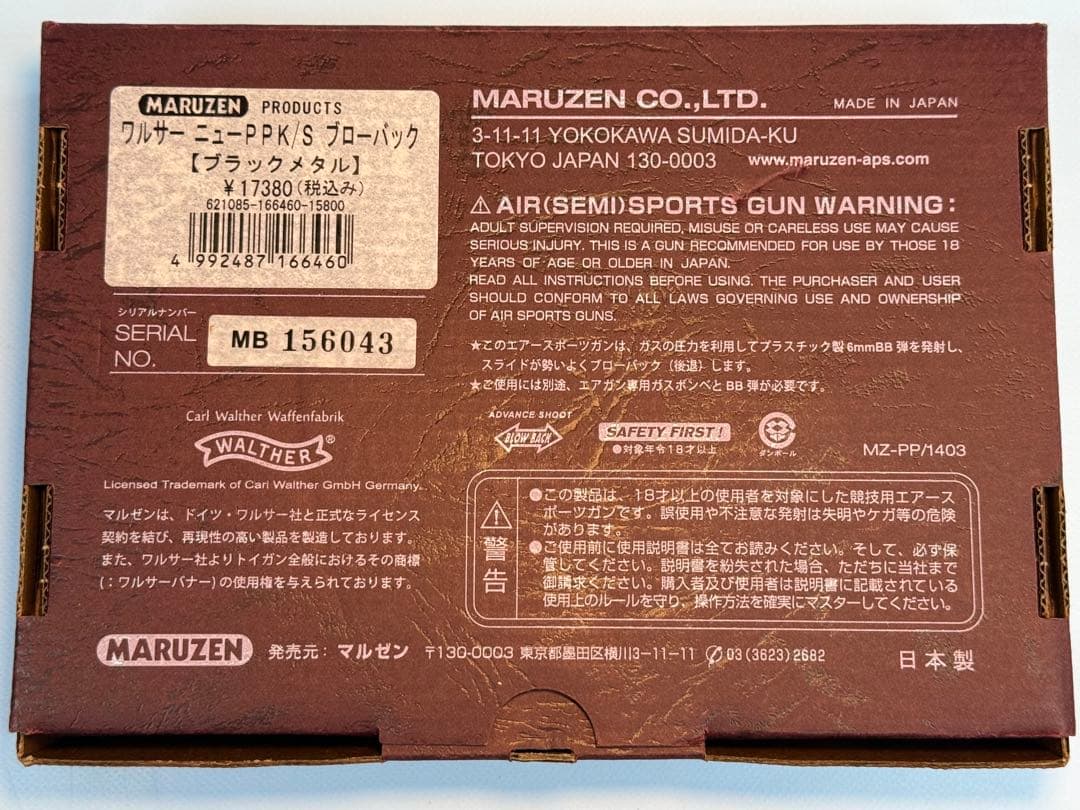 MARUZEN PRODUCTS
ワルサー ニューPPK/S ブローバック
【ブラックメタル】
￥17380(税込み)
621085-166460-15800
4 992487 166460
シリアルナンバー
SERIAL NO.
MB 156043
Carl Walther Waffenfabrik
WALTHER®
Licensed Trademark of Carl Walther GmbH Germany.
マルゼンは、ドイツ・ワルサー社と正式なライセンス
契約を結び、再現性の高い製品を製造しております。
また、ワルサー社よりトイガン全般におけるその商標
(：ワルサーバナー)の使用権を与えられております。
MARUZEN CO.,LTD.
MADE IN JAPAN
3-11-11 YOKOKAWA SUMIDA-KU
TOKYO JAPAN 130-0003 www.maruzen-aps.com
⚠AIR(SEMI)SPORTS GUN WARNING:
ADULT SUPERVISION REQUIRED, MISUSE OR CARELESS USE MAY CAUSE
SERIOUS INJURY. THIS IS A GUN RECOMMENDED FOR USE BY THOSE 18
YEARS OF AGE OR OLDER IN JAPAN.
READ ALL INSTRUCTIONS BEFORE USING. THE PURCHASER AND USER
SHOULD CONFORM TO ALL LAWS GOVERNING USE AND OWNERSHIP
OF AIR SPORTS GUNS.
★このエアースポーツガンは、ガスの圧力を利用してプラスチック製6mmBB弾を発射し、
スライドが勢いよくブローバック（後退）します。
★ご使用には別途、エアガン専用ガスボンベとBB弾が必要です。
ADVANCE SHOOT
BLOW BACK
SAFETY FIRST!
●対象年令18才以上
ダンボール
MZ-PP/1403
⚠警告
●この製品は、18才以上の使用者を対象にした競技用エアース
ポーツガンです。誤使用や不注意な発射は失明やケガ等の危険
があります。
●ご使用前に使用説明書は全てお読みください。そして、必ず保
管してください。説明書を紛失された場合、ただちに当社まで
御請求ください。購入者及び使用者は説明書に記載されている
使用上のルールを守り、操作方法を確実にマスターしてください。
MARUZEN 発売元：マルゼン 〒130-0003 東京都墨田区横川3-11-11 ✆03(3623)2682
日本製